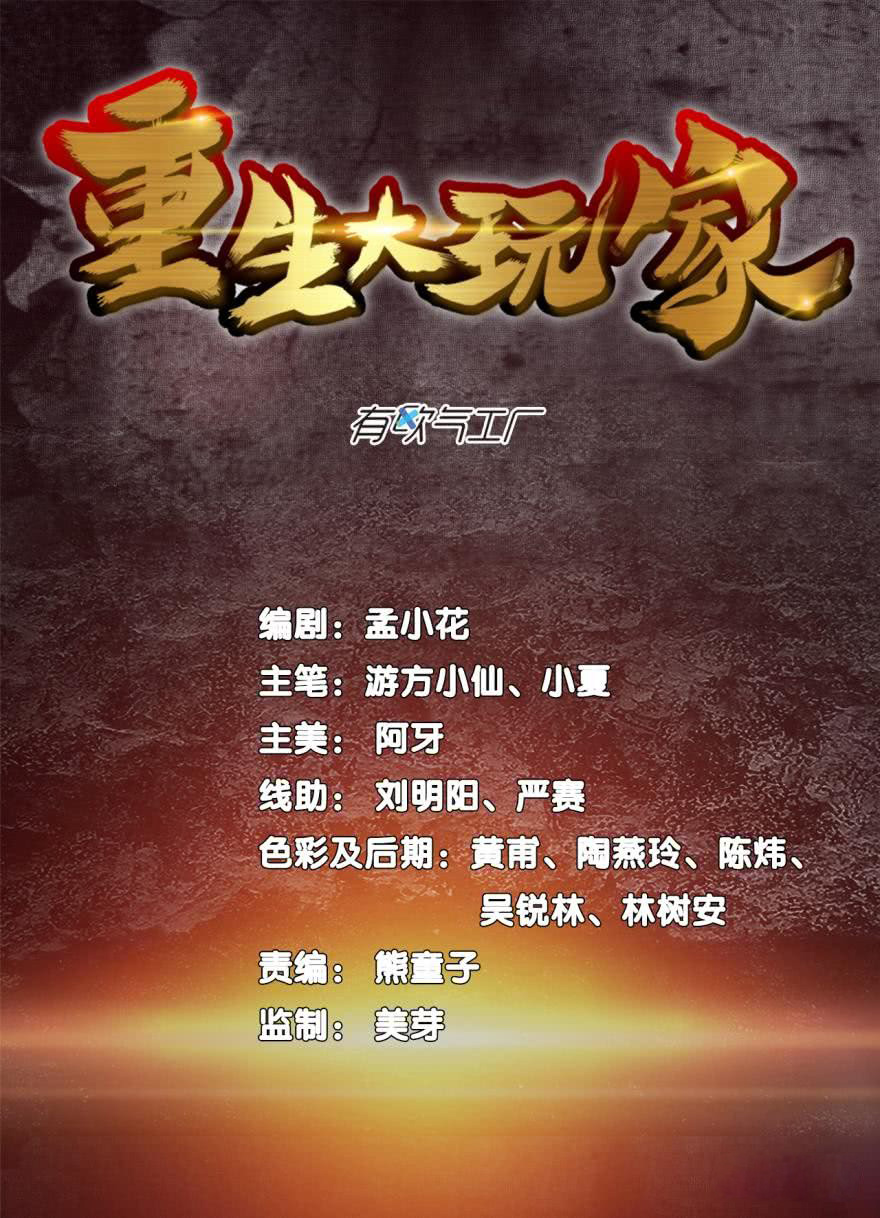 重生大玩家
有欧气工厂
编剧：孟小花
主笔：游方小仙、小夏
主美： 阿牙
线助： 刘明阳、严赛
色彩及后期：黄甫、陶燕玲、陈炜、
吴锐林、林树安
责编： 熊童子
监制： 美芽